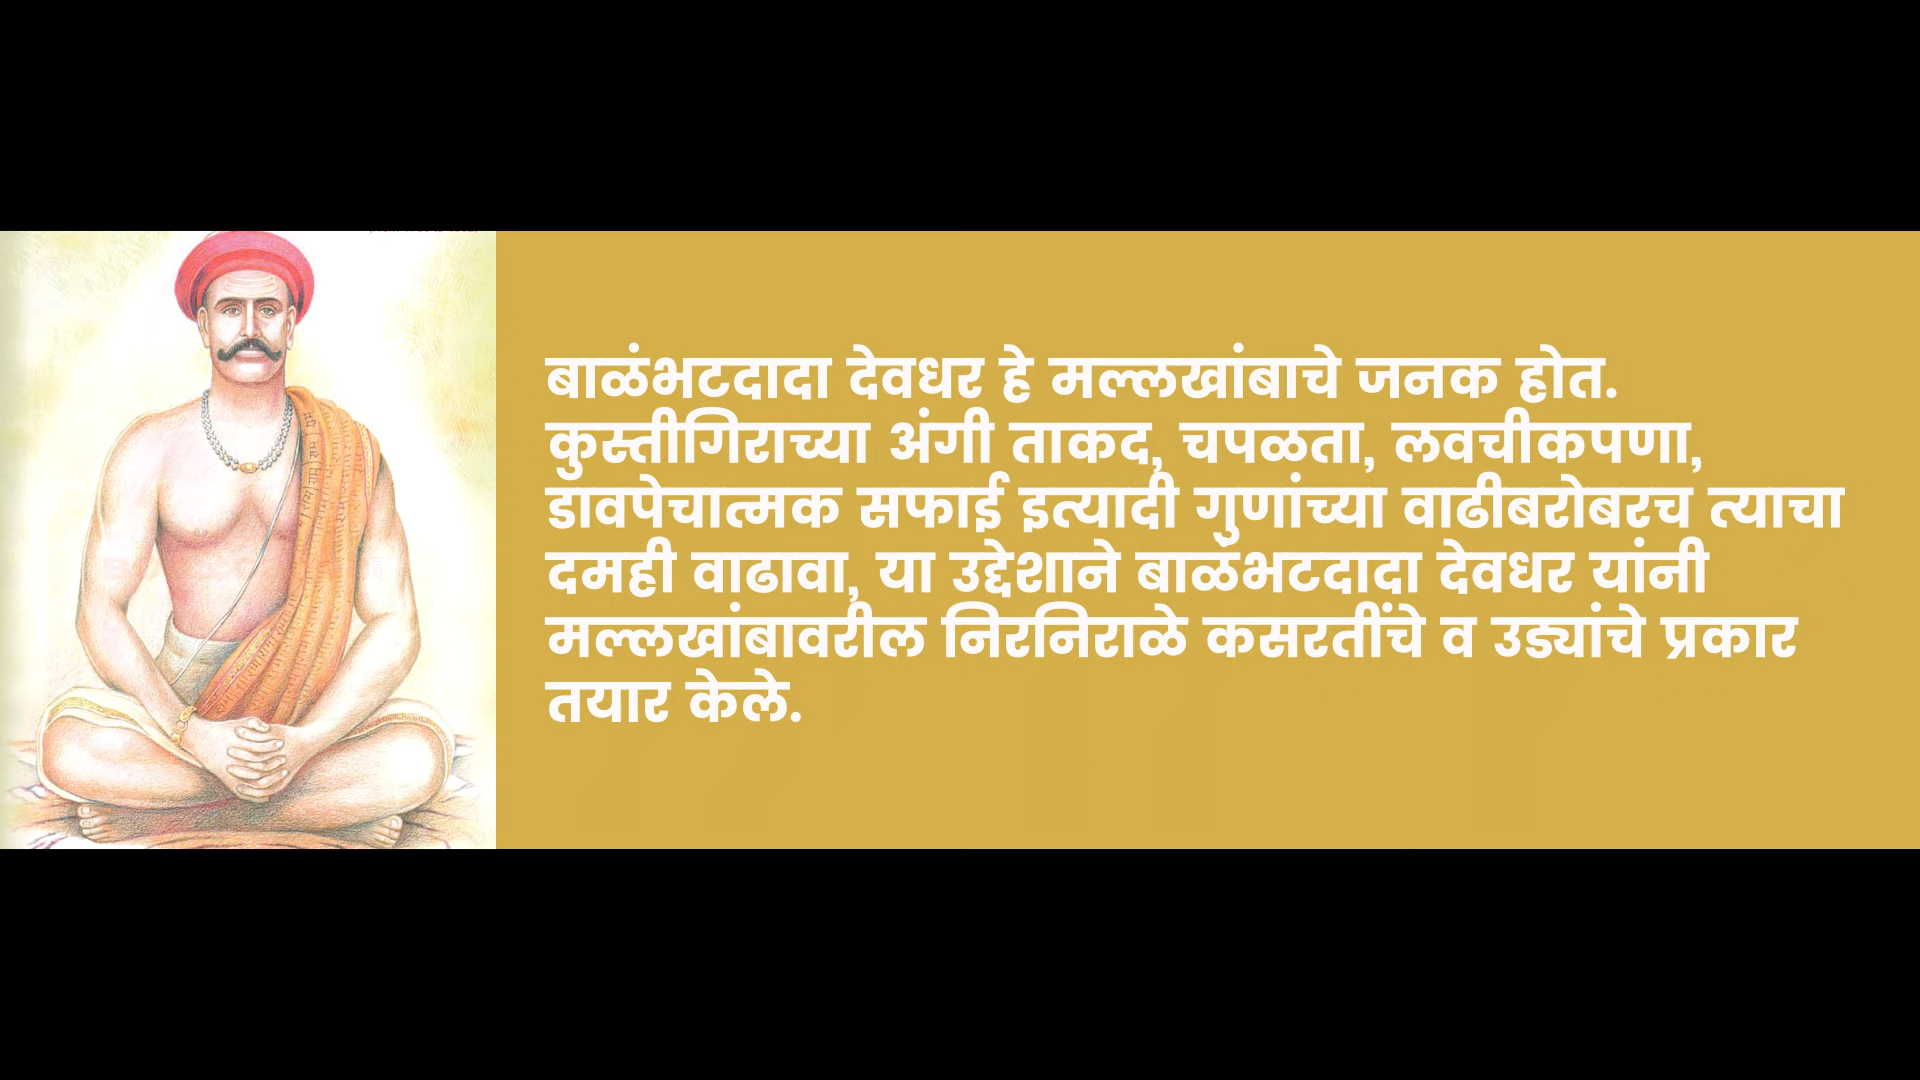 बाळंभटदादा देवधर हे मल्लखांबाचे जनक होत.
कुस्तीगिराच्या अंगी ताकद, चपळता, लवचीकपणा,
डावपेचात्मक सफाई इत्यादी गुणांच्या वाढीबरोबरच त्याचा
दमही वाढावा, या उद्देशाने बाळंभटदादा देवधर यांनी
मल्लखांबावरील निरनिराळे कसरतींचे व उड्यांचे प्रकार
तयार केले.